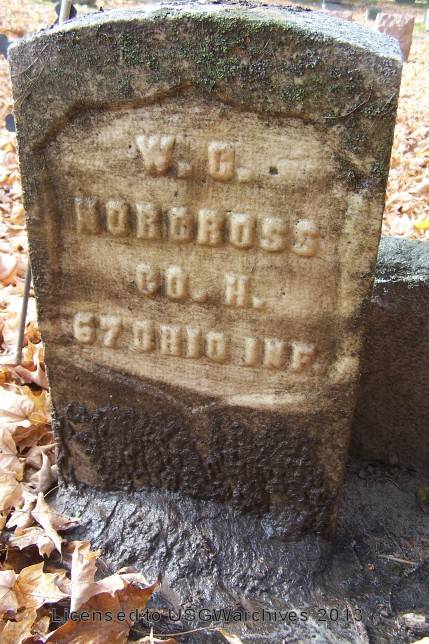 W. G.
NORCROSS
CO. H.
67 OHIO INF.
Licensed to USGWarchives 2013